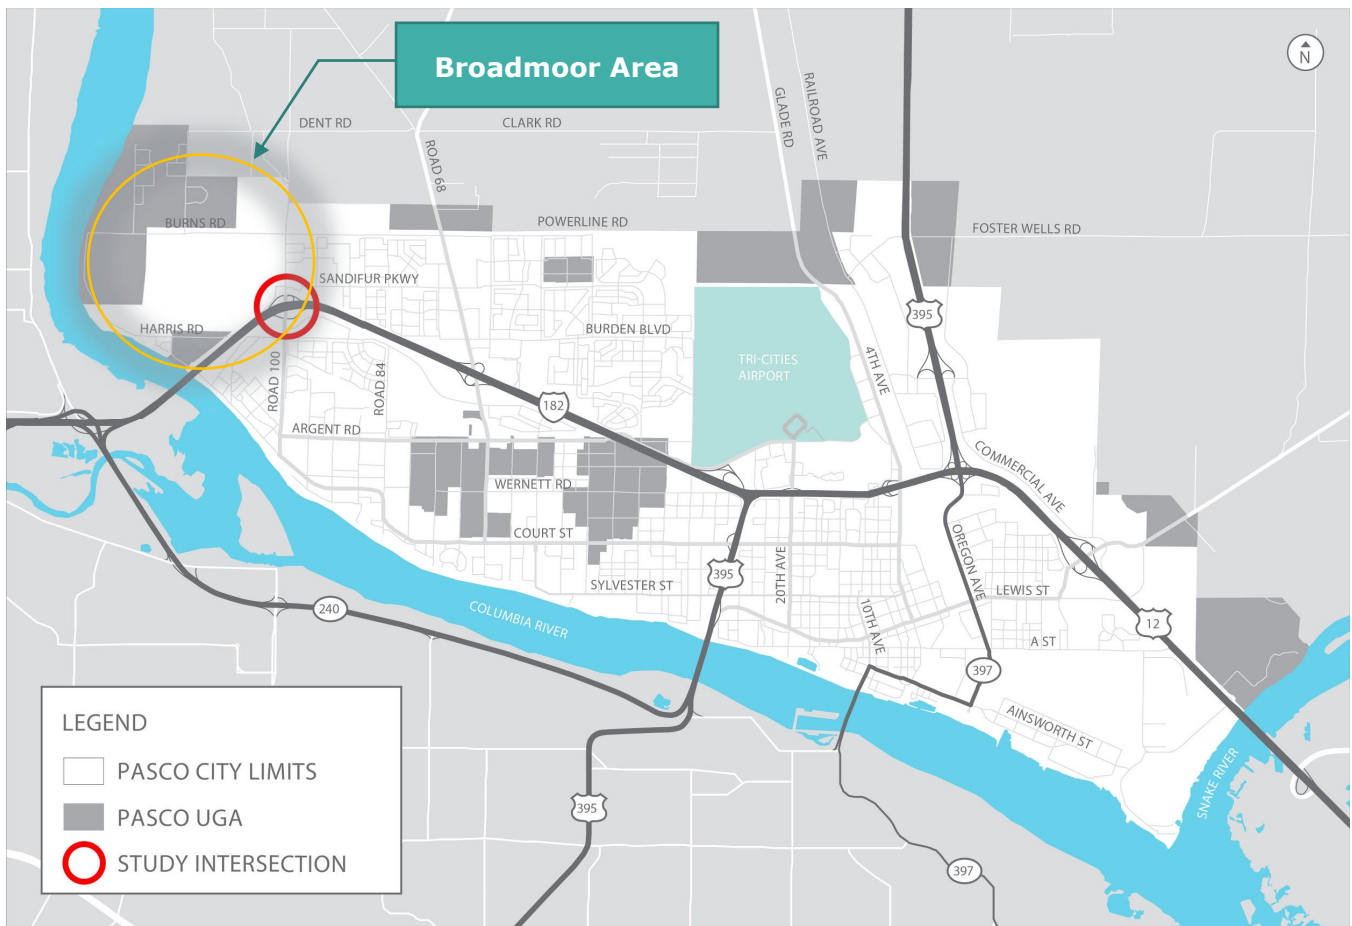 Broadmoor Area
N
DENT RD
CLARK RD
ROAD 68
GLADE RD
RAILROAD AVE
BURNS RD
POWERLINE RD
FOSTER WELLS RD
SANDIFUR PKWY
HARRIS RD
BURDEN BLVD
395
TRI-CITIES
AIRPORT
4TH AVE
ROAD 100
ROAD 84
182
ARGENT RD
COMMERCIAL AVE
WERNETT RD
COURT ST
OREGON AVE
395
20TH AVE
SYLVESTER ST
LEWIS ST
240
COLUMBIA RIVER
10TH AVE
12
A ST
397
AINSWORTH ST
SNAKE RIVER
395
397
LEGEND
PASCO CITY LIMITS
PASCO UGA
STUDY INTERSECTION